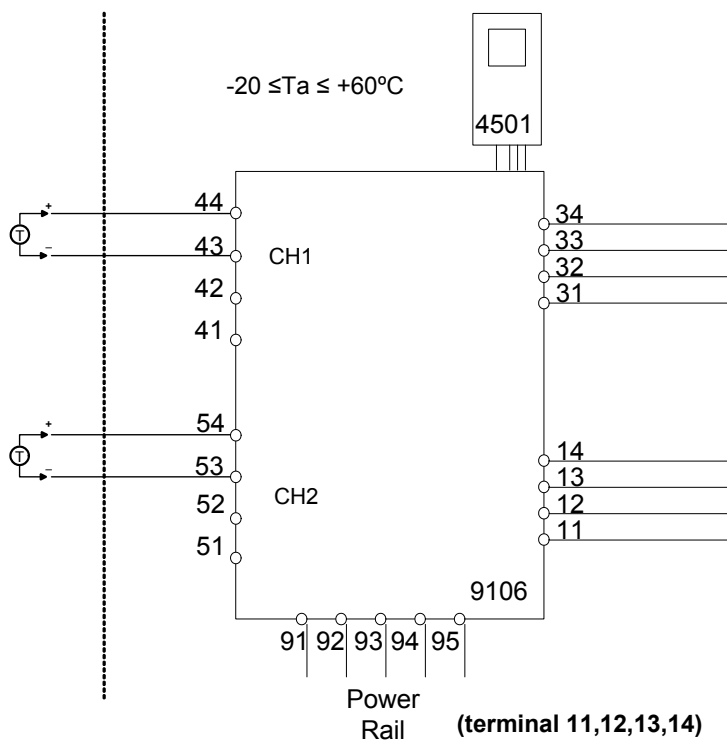 -20 ≤Ta ≤ +60ºC
4501
44
+
T
43
–
CH1
42
41
34
33
32
31
54
+
T
53
–
CH2
52
51
14
13
12
11
9106
91 92 93 94 95
Power
Rail
(terminal 11,12,13,14)